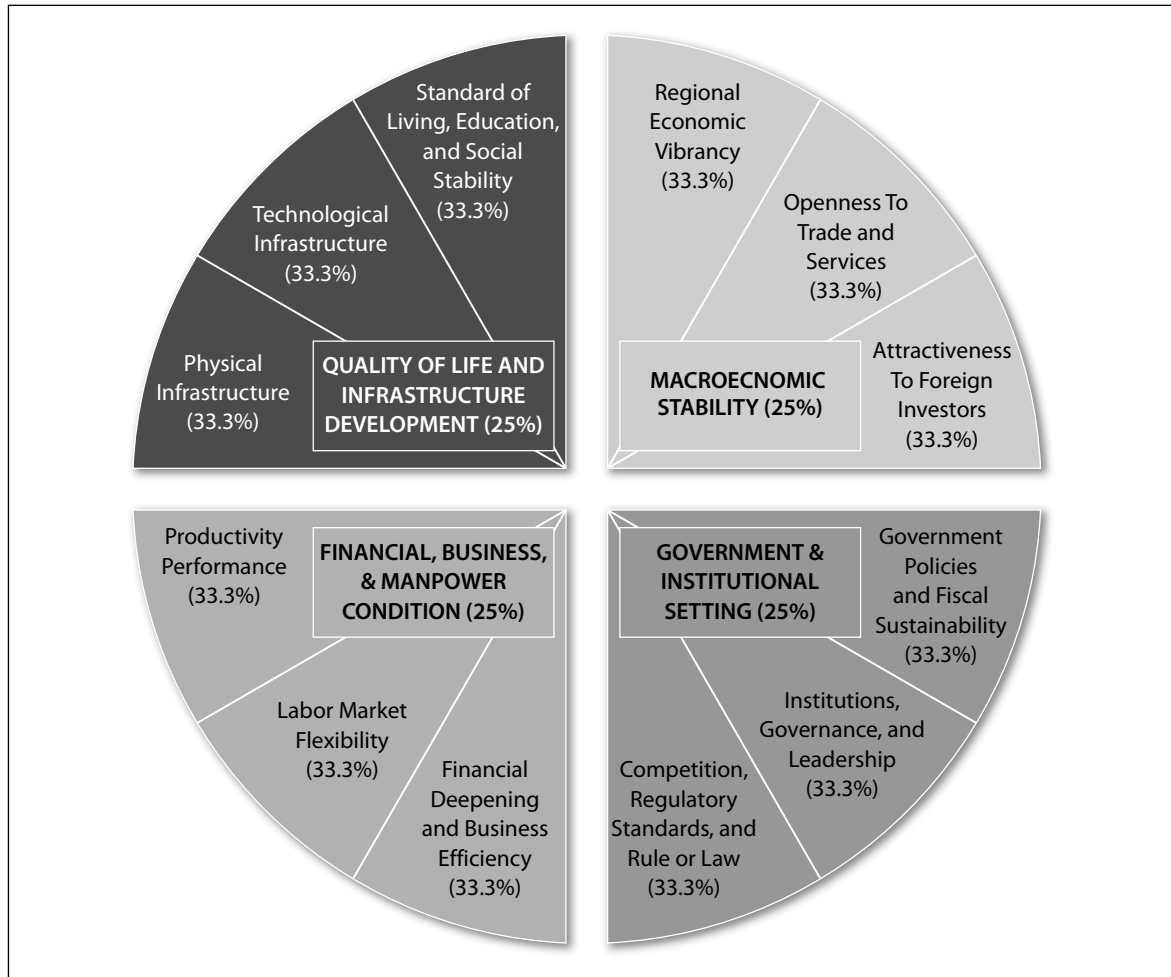 Standard of
Living, Education,
and Social
Stability
(33.3%)
Technological
Infrastructure
(33.3%)
Physical
Infrastructure
(33.3%)
QUALITY OF LIFE AND
INFRASTRUCTURE
DEVELOPMENT (25%)
Regional
Economic
Vibrancy
(33.3%)
Openness To
Trade and
Services
(33.3%)
Attractiveness
To Foreign
Investors
(33.3%)
MACROECNOMIC
STABILITY (25%)
Productivity
Performance
(33.3%)
FINANCIAL, BUSINESS,
& MANPOWER
CONDITION (25%)
Labor Market
Flexibility
(33.3%)
Financial
Deepening
and Business
Efficiency
(33.3%)
GOVERNMENT &
INSTITUTIONAL
SETTING (25%)
Government
Policies
and Fiscal
Sustainability
(33.3%)
Institutions,
Governance, and
Leadership
(33.3%)
Competition,
Regulatory
Standards, and
Rule or Law
(33.3%)